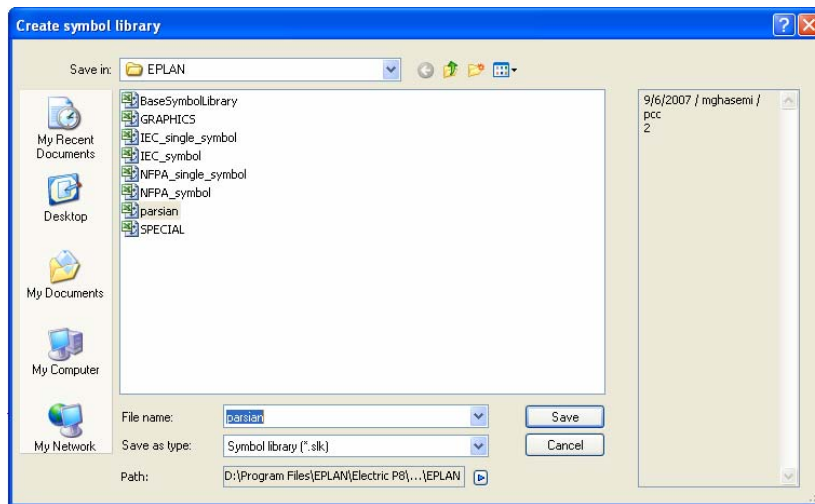 Create symbol library
Save in:
EPLAN
My Recent
Documents
Desktop
My Documents
My Computer
My Network
BaseSymbolLibrary
GRAPHICS
IEC_single_symbol
IEC_symbol
NFPA_single_symbol
NFPA_symbol
parsian
SPECIAL
9/6/2007 / mghasemi /
pcc
2
File name:
parsian
Save
Save as type:
Symbol library (*.slk)
Cancel
Path:
D:\Program Files\EPLAN\Electric P8\...\EPLAN